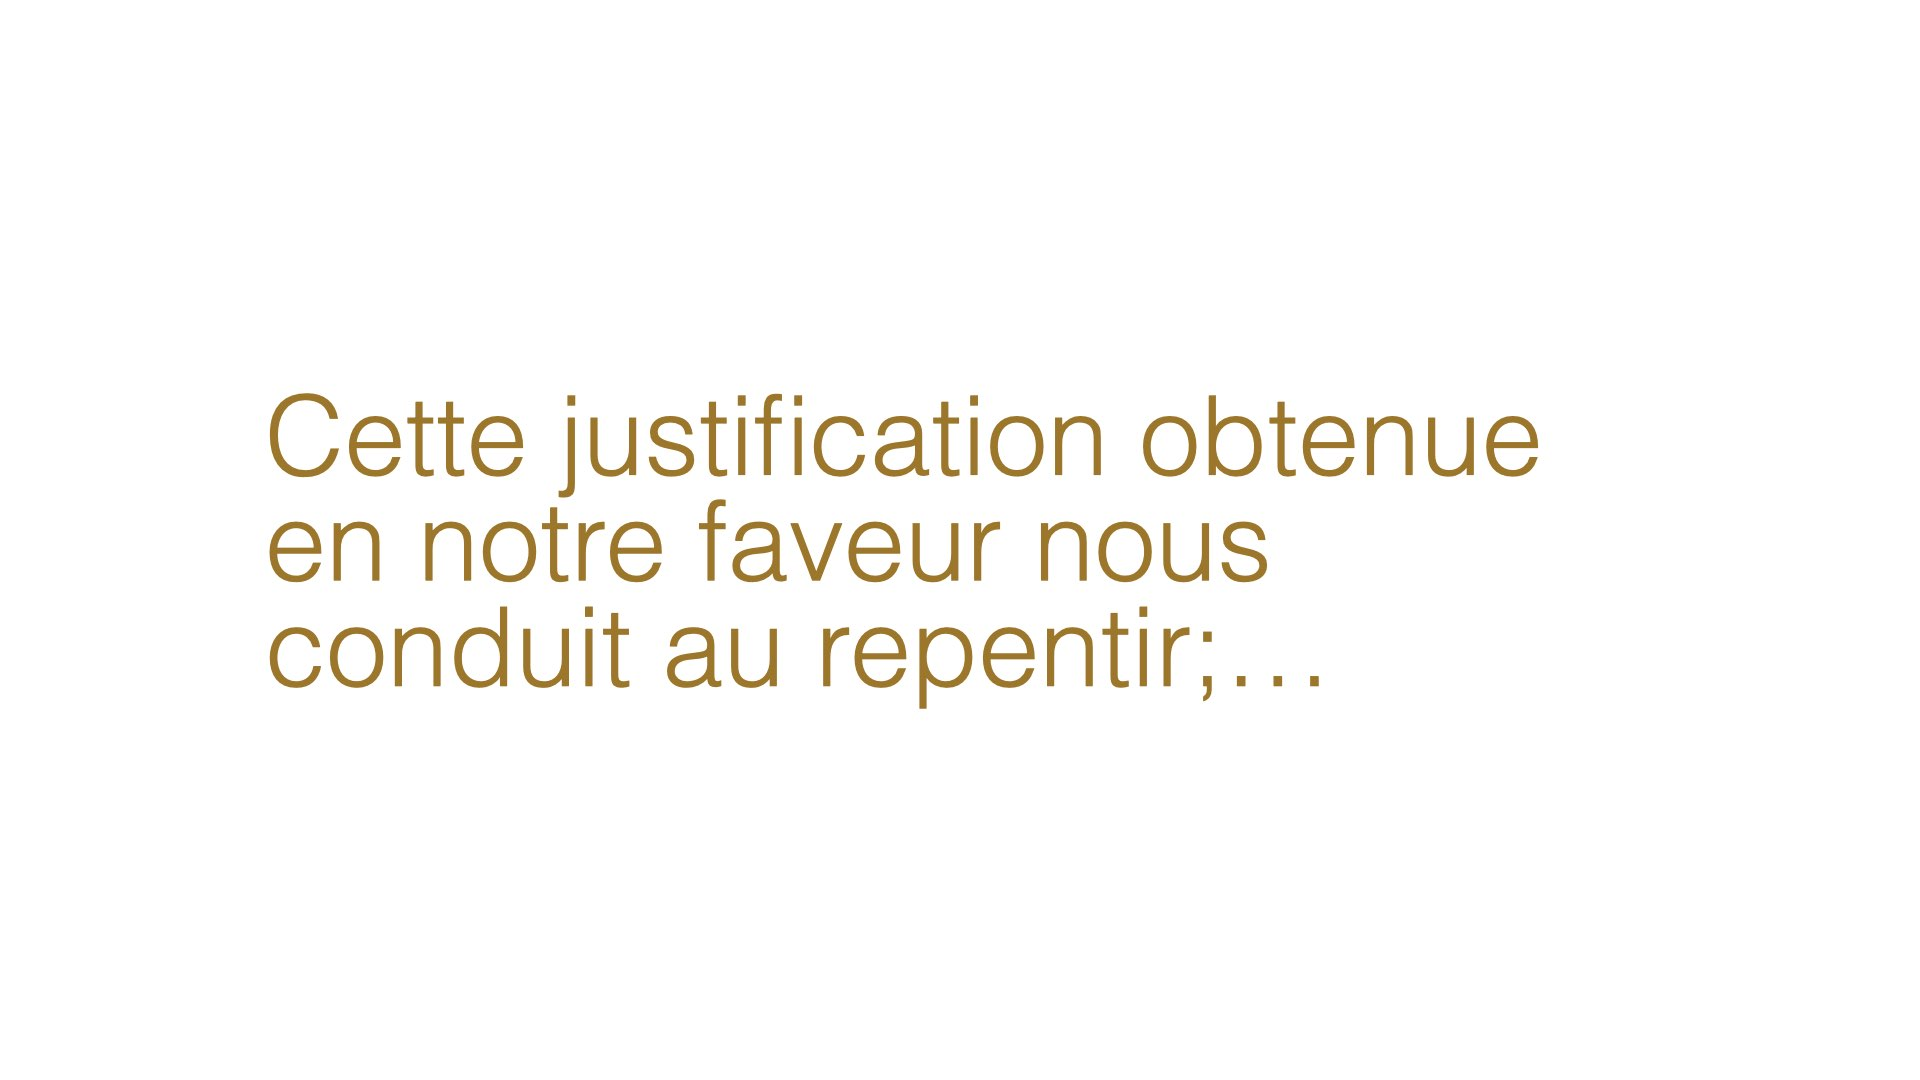 Cette justification obtenue
en notre faveur nous
conduit au repentir;…